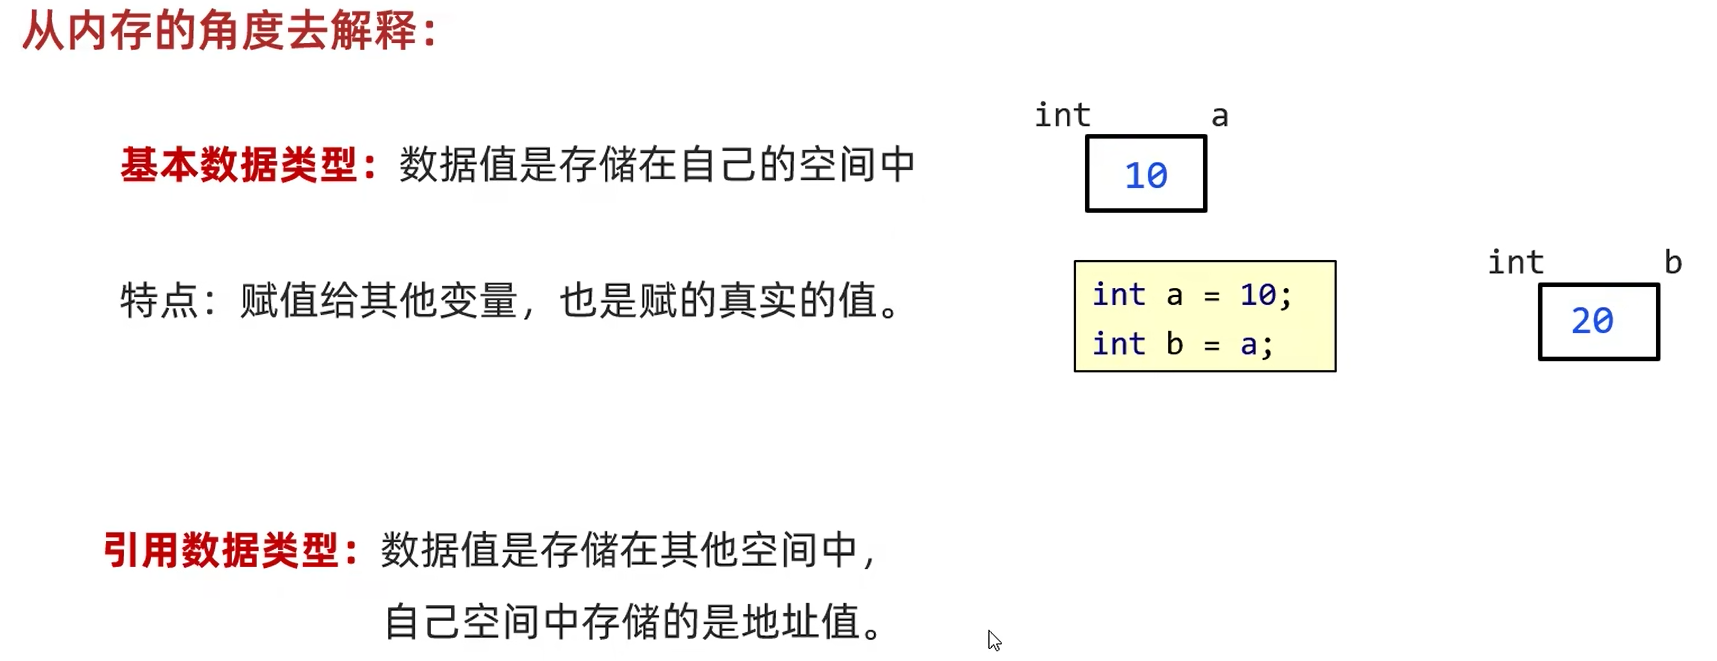 从内存的角度去解释：
int a
基本数据类型：数据值是存储在自己的空间中
10
int b
特点：赋值给其他变量，也是赋的真实的值。
int a = 10;
int b = a;
20
引用数据类型：数据值是存储在其他空间中，
自己空间中存储的是地址值。